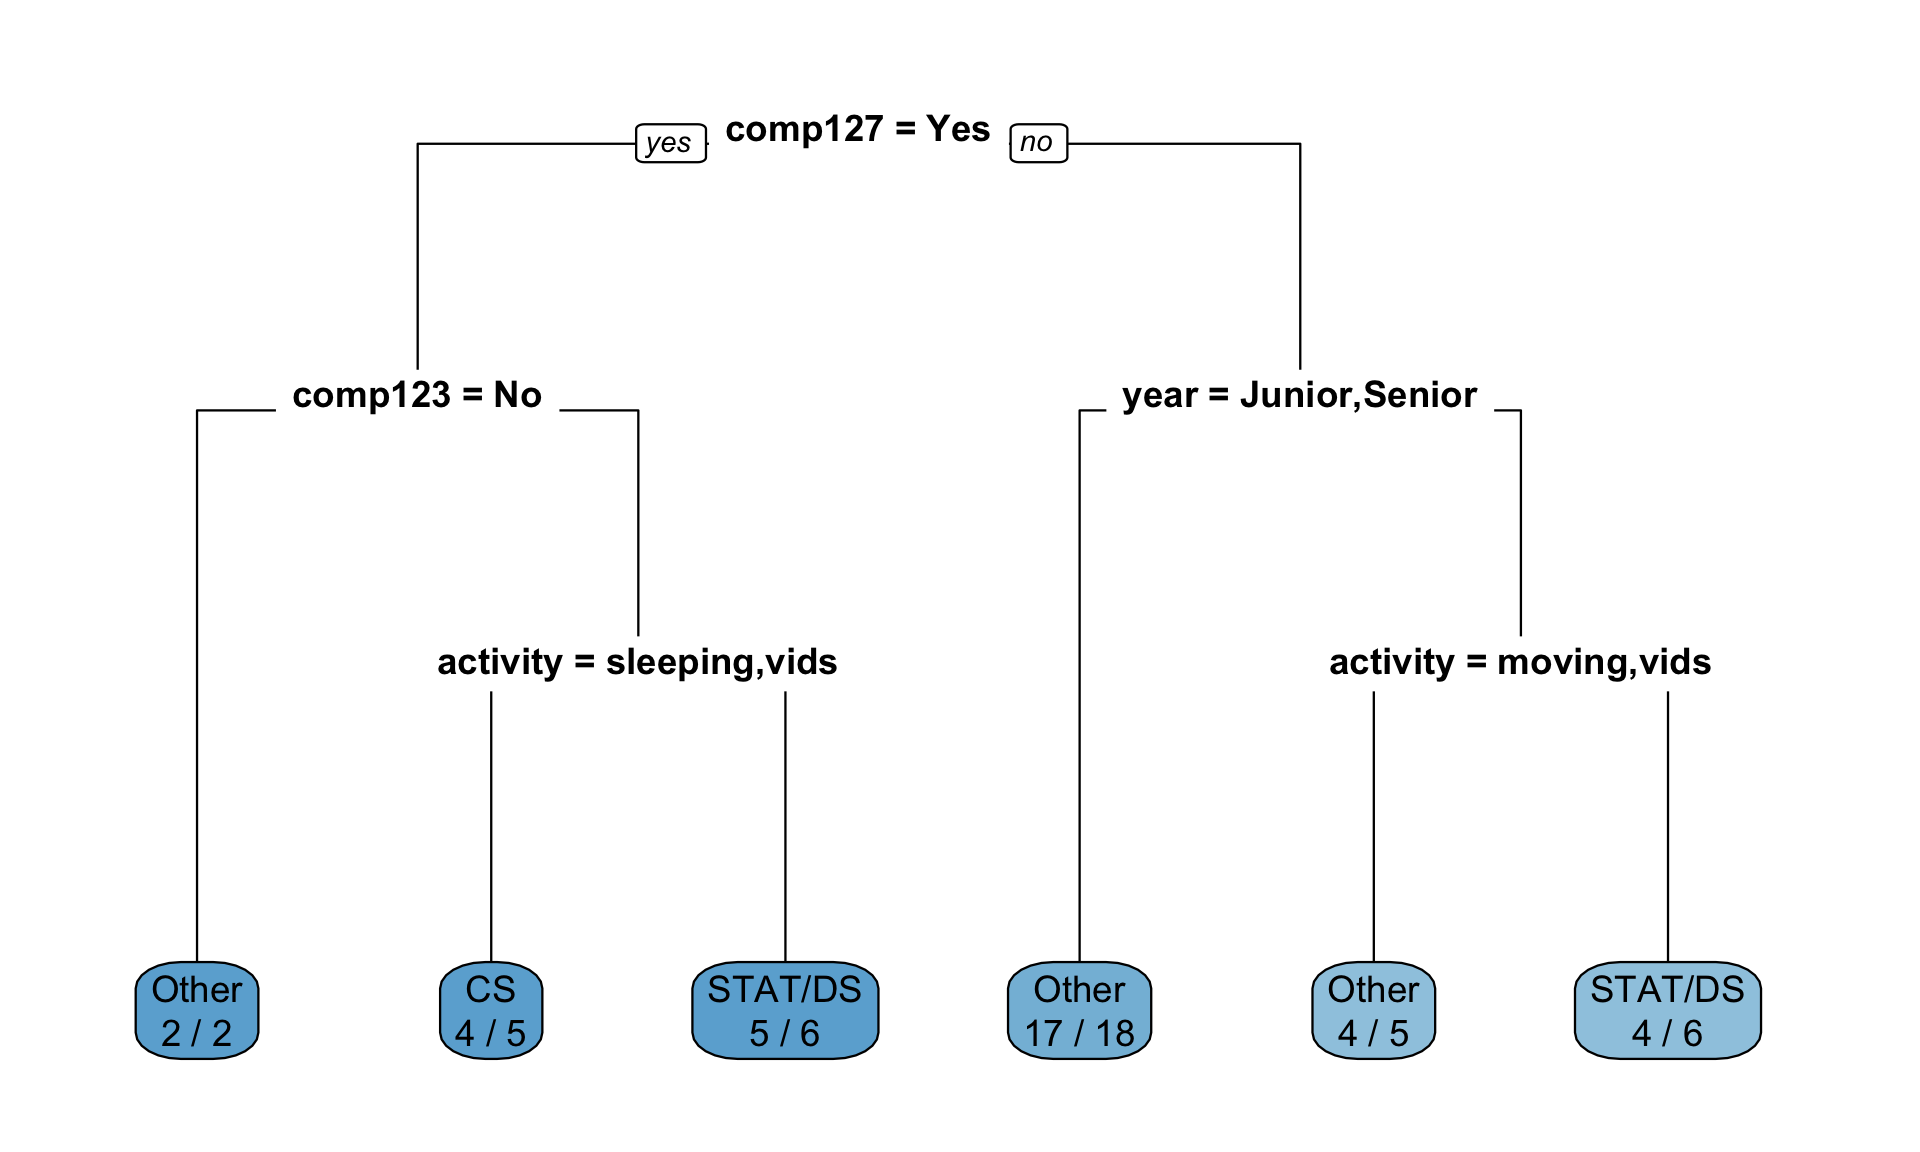 comp127 = Yes
yes
no
comp123 = No
year = Junior,Senior
activity = sleeping,vids
activity = moving,vids
Other
2 / 2
CS
4 / 5
STAT/DS
5 / 6
Other
17 / 18
Other
4 / 5
STAT/DS
4 / 6